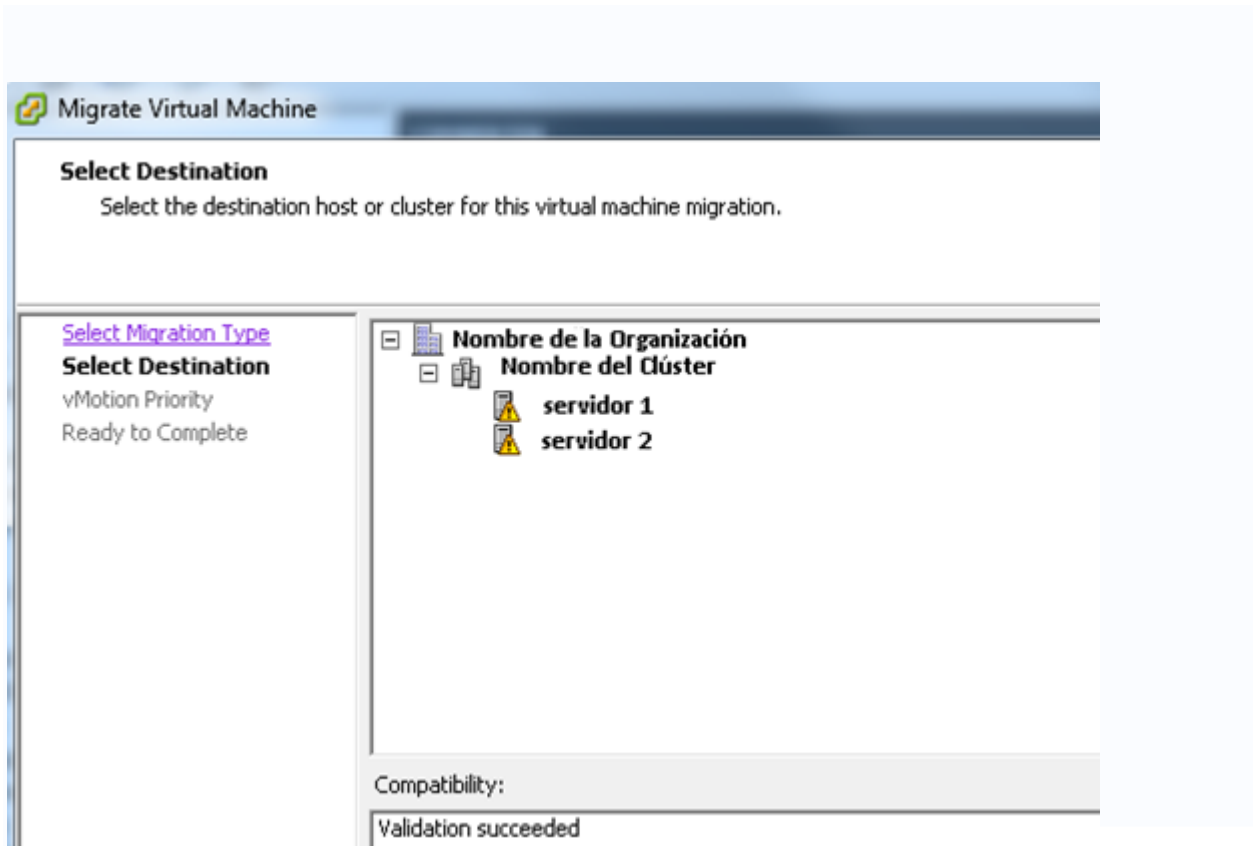 Migrate Virtual Machine
Select Destination
Select the destination host or cluster for this virtual machine migration.
Select Migration Type
Select Destination
vMotion Priority
Ready to Complete
Nombre de la Organización
Nombre del Clúster
servidor 1
servidor 2
Compatibility:
Validation succeeded